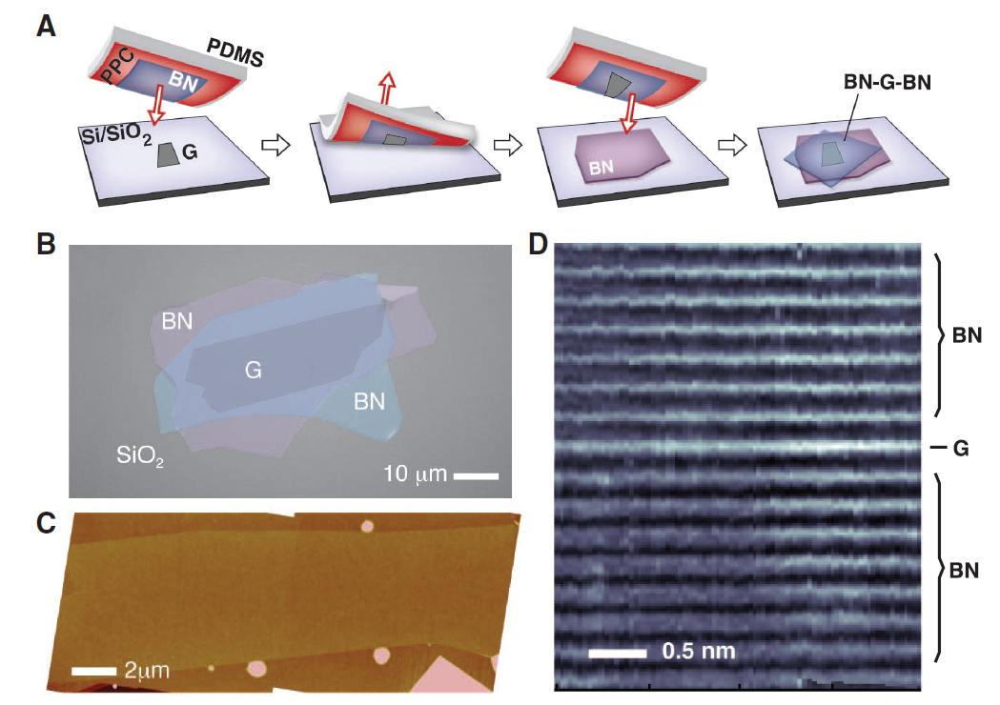 A
PPC
BN
PDMS
Si/SiO2
G
BN
BN-G-BN
B
BN
G
BN
SiO2
10 μm
C
2μm
D
BN
G
BN
0.5 nm